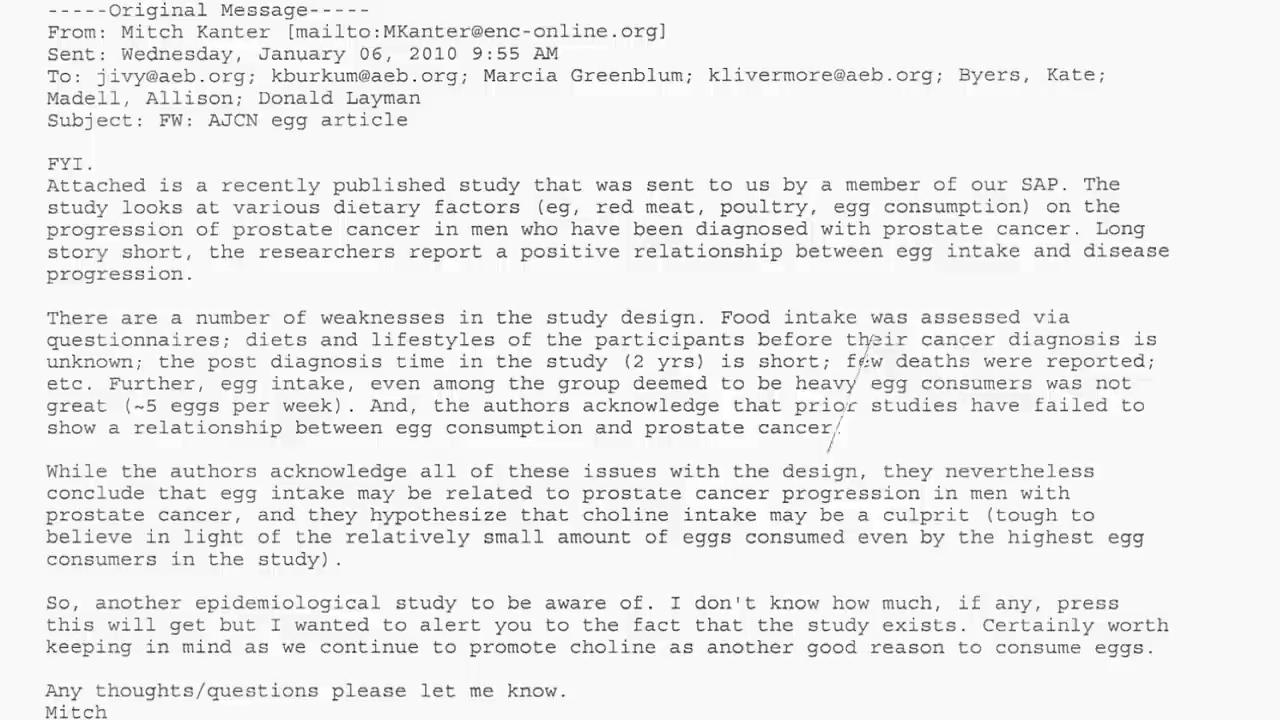 -----Original Message-----
From: Mitch Kanter [mailto:MKanter@enc-online.org]
Sent: Wednesday, January 06, 2010 9:55 AM
To: jivy@aeb.org; kburkum@aeb.org; Marcia Greenblum; klivermore@aeb.org; Byers, Kate;
Madell, Allison; Donald Layman
Subject: FW: AJCN egg article
FYI.
Attached is a recently published study that was sent to us by a member of our SAP. The
study looks at various dietary factors (eg, red meat, poultry, egg consumption) on the
progression of prostate cancer in men who have been diagnosed with prostate cancer. Long
story short, the researchers report a positive relationship between egg intake and disease
progression.
There are a number of weaknesses in the study design. Food intake was assessed via
questionnaires; diets and lifestyles of the participants before their cancer diagnosis is
unknown; the post diagnosis time in the study (2 yrs) is short; few deaths were reported;
etc. Further, egg intake, even among the group deemed to be heavy egg consumers was not
great (~5 eggs per week). And, the authors acknowledge that prior studies have failed to
show a relationship between egg consumption and prostate cancer.
While the authors acknowledge all of these issues with the design, they nevertheless
conclude that egg intake may be related to prostate cancer progression in men with
prostate cancer, and they hypothesize that choline intake may be a culprit (tough to
believe in light of the relatively small amount of eggs consumed even by the highest egg
consumers in the study).
So, another epidemiological study to be aware of. I don't know how much, if any, press
this will get but I wanted to alert you to the fact that the study exists. Certainly worth
keeping in mind as we continue to promote choline as another good reason to consume eggs.
Any thoughts/questions please let me know.
Mitch